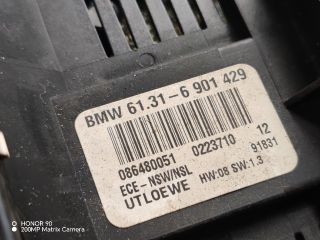 BMW 61.31-6 901 429
086480051 0223710 12
ECE-NSW/NSL 91831
UTLOEWE HW:08 SW:1.3
HONOR 90
200MP Matrix Camera